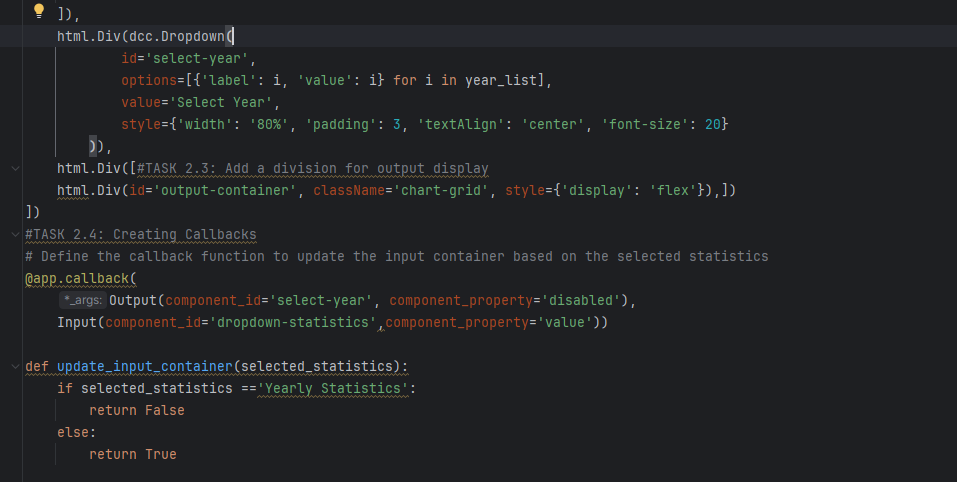 ]),
html.Div(dcc.Dropdown(
id='select-year',
options=[{'label': i, 'value': i} for i in year_list],
value='Select Year',
style={'width': '80%', 'padding': 3, 'textAlign': 'center', 'font-size': 20}
)),
html.Div([#TASK 2.3: Add a division for output display
html.Div(id='output-container', className='chart-grid', style={'display': 'flex'}),])
])
#TASK 2.4: Creating Callbacks
# Define the callback function to update the input container based on the selected statistics
@app.callback(
*_args: Output(component_id='select-year', component_property='disabled'),
Input(component_id='dropdown-statistics',component_property='value'))
def update_input_container(selected_statistics):
if selected_statistics =='Yearly Statistics':
return False
else:
return True